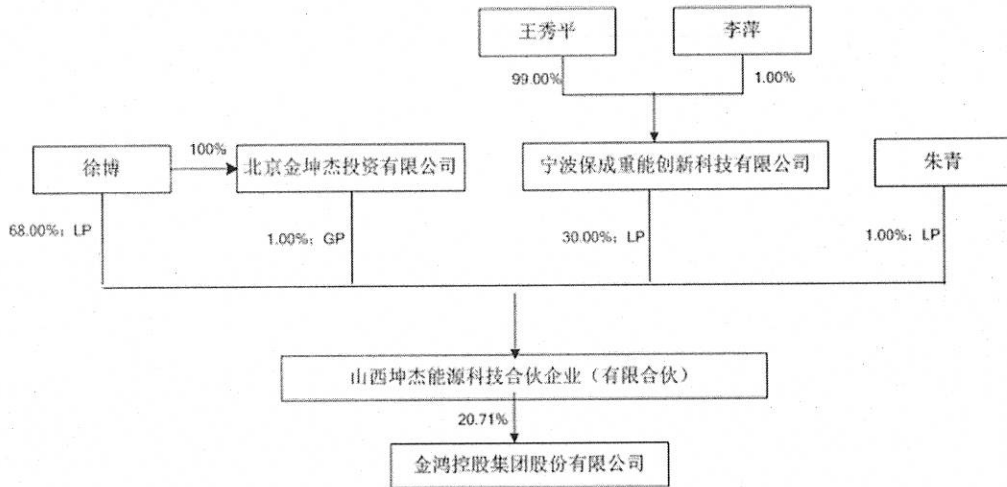 王秀平
李萍
99.00%
1.00%
徐博
100%
北京金坤杰投资有限公司
宁波保成重能创新科技有限公司
朱青
68.00%；LP
1.00%；GP
30.00%；LP
1.00%；LP
山西坤杰能源科技合伙企业（有限合伙）
20.71%
金鸿控股集团股份有限公司